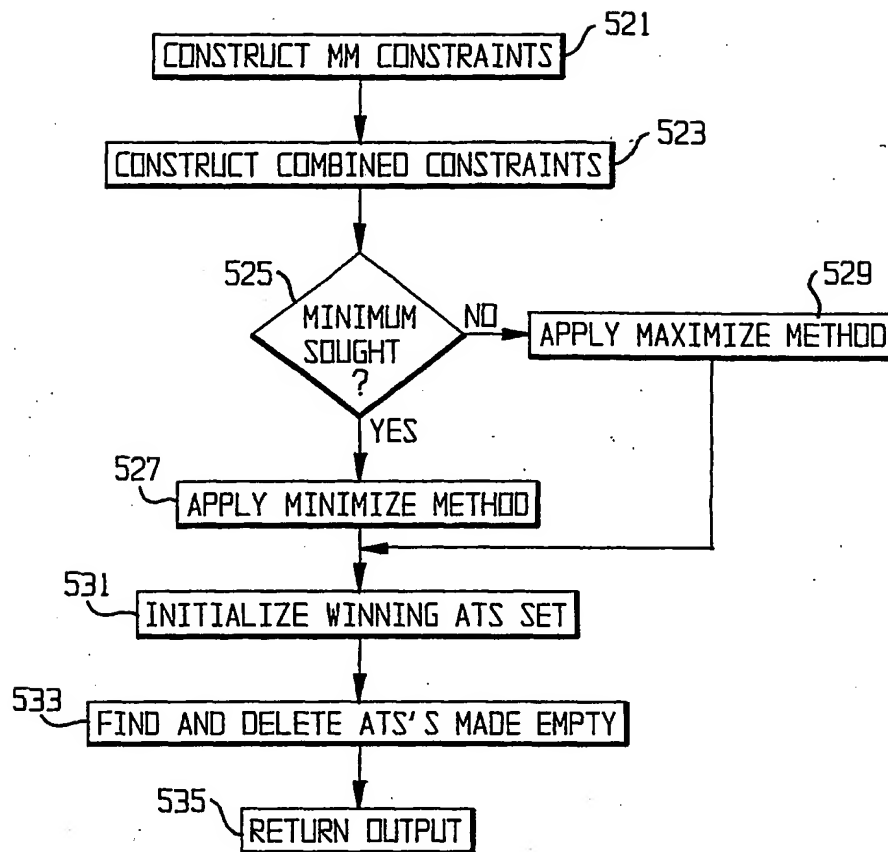 521
CONSTRUCT MM CONSTRAINTS
523
CONSTRUCT COMBINED CONSTRAINTS
525
MINIMUM
SOUGHT
?
NO
529
APPLY MAXIMIZE METHOD
YES
527
APPLY MINIMIZE METHOD
531
INITIALIZE WINNING ATS SET
533
FIND AND DELETE ATS'S MADE EMPTY
535
RETURN OUTPUT